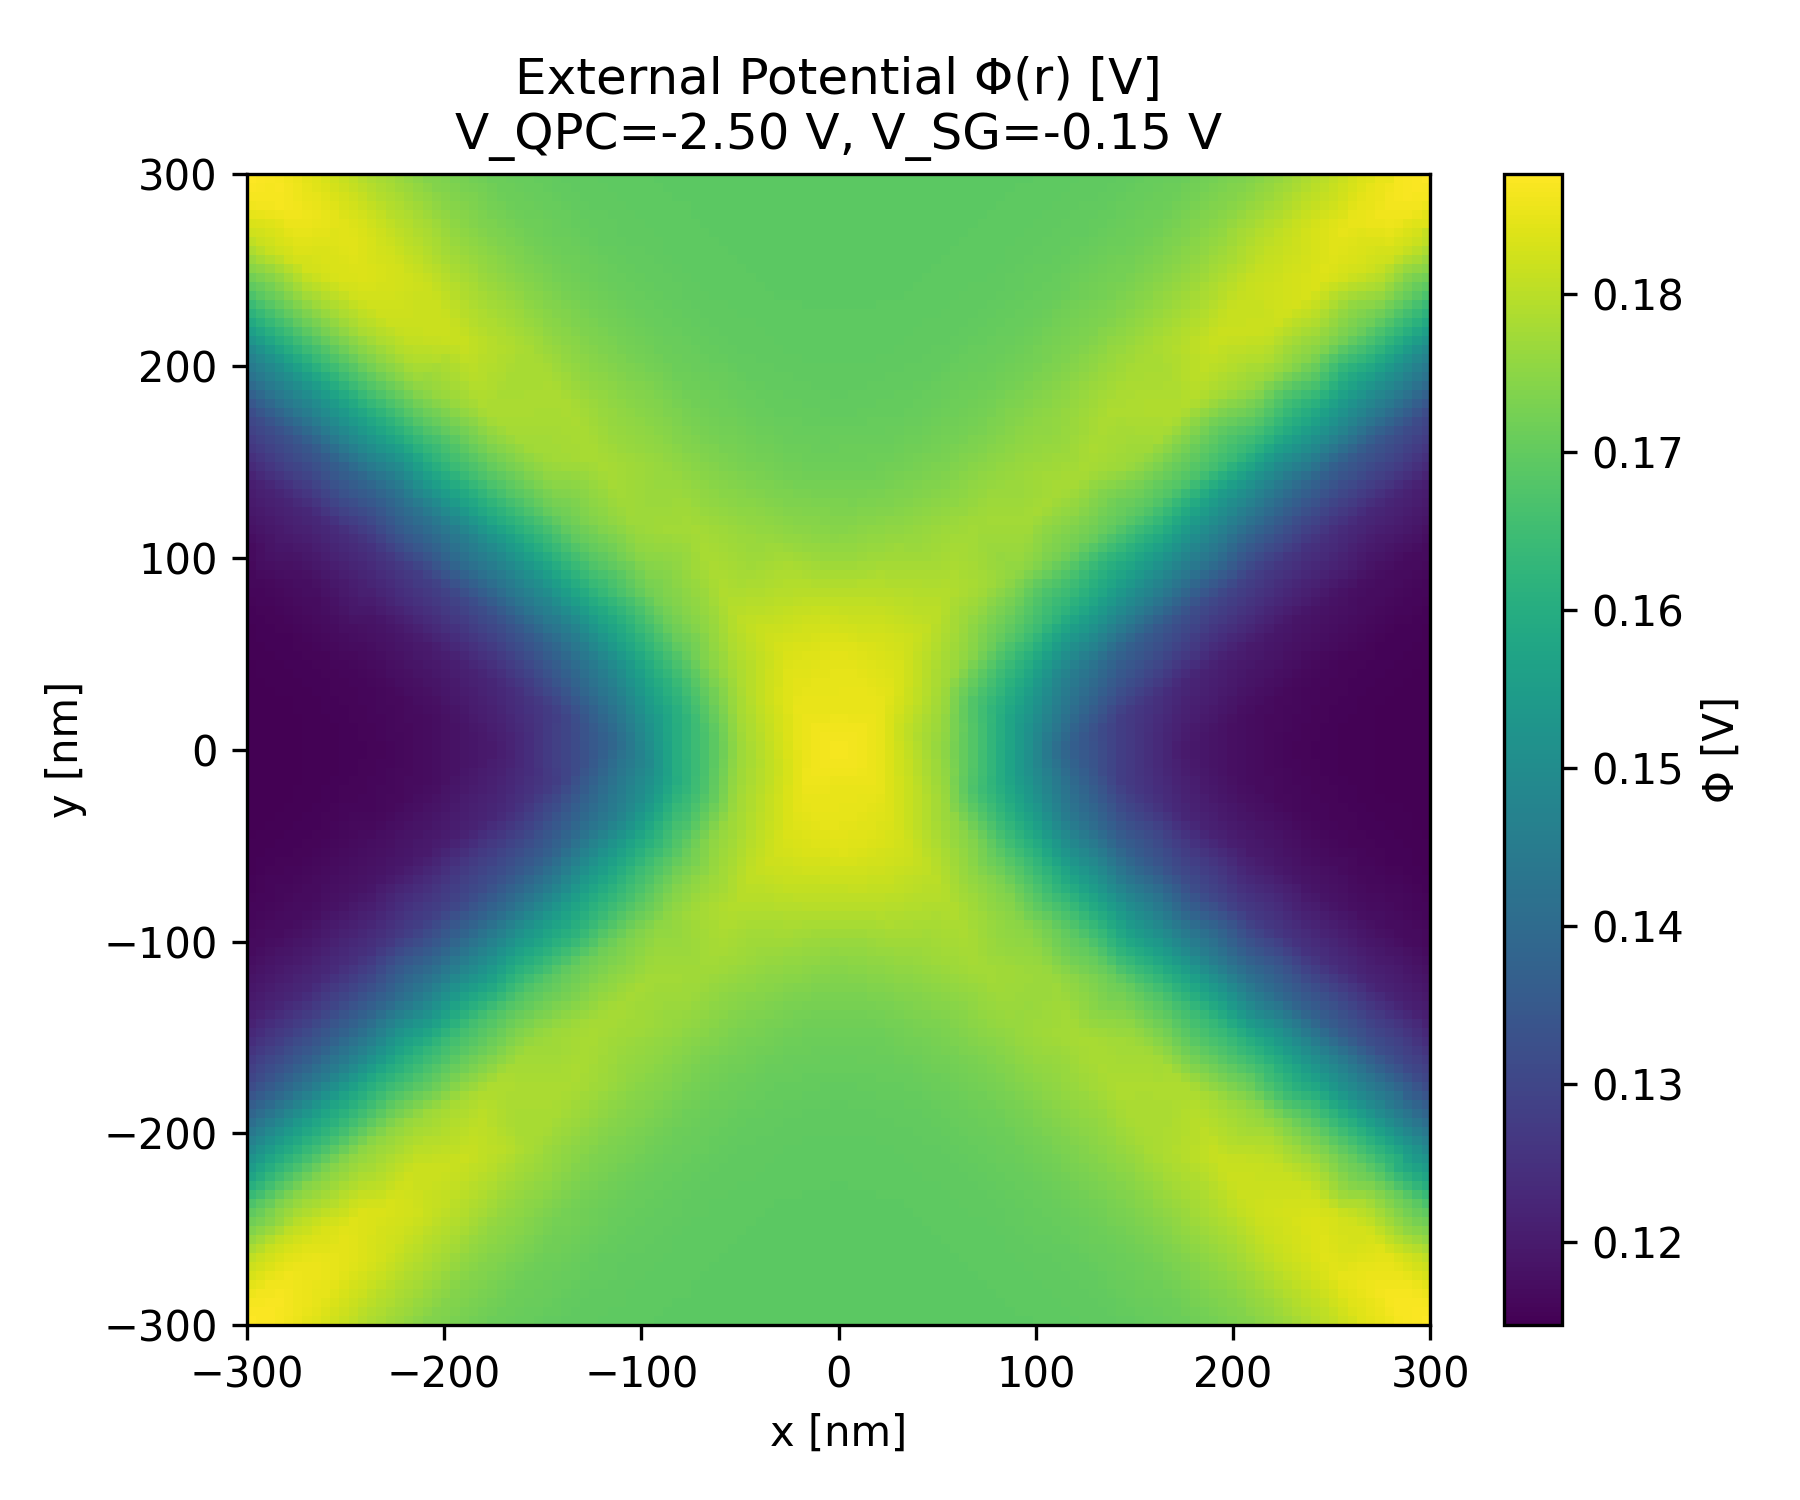 External Potential Φ(r) [V]
V_QPC=-2.50 V, V_SG=-0.15 V
300
200
100
0
−100
−200
−300
y [nm]
−300 −200 −100 0 100 200 300
x [nm]
0.18
0.17
0.16
0.15
0.14
0.13
0.12
Φ [V]